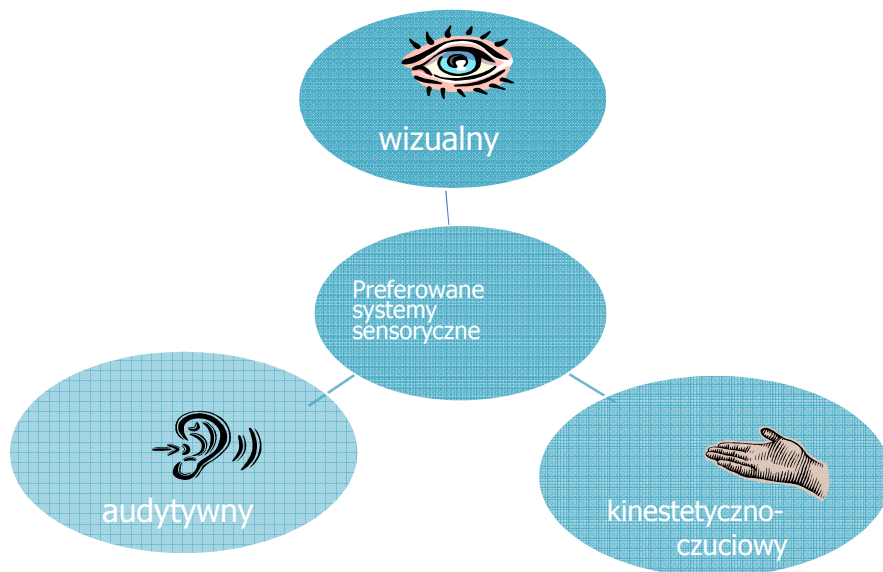 wizualny
Preferowane
systemy
sensoryczne
audytywny
kinestetyczno-
czuciowy